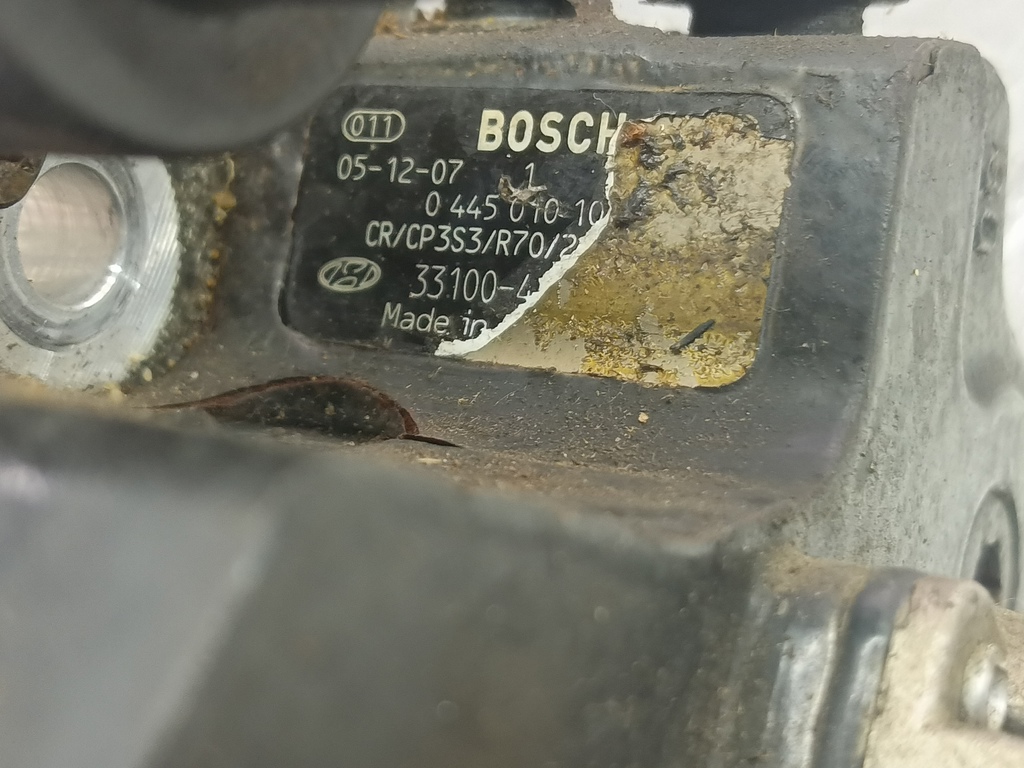 011 BOSCH
05-12-07 1
0 445 010 10
CR/CP3S3/R70/2
33100-4
Made in